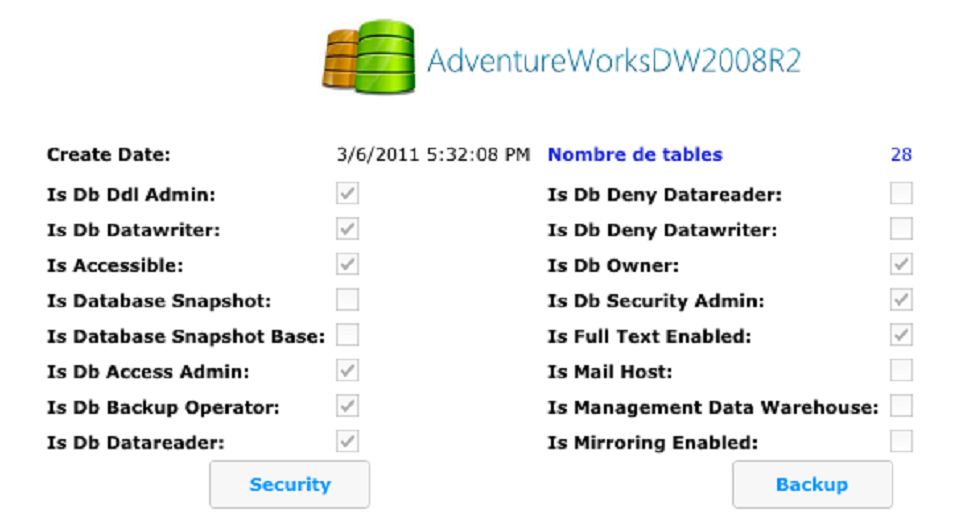 AdventureWorksDW2008R2
Create Date: 3/6/2011 5:32:08 PM Nombre de tables 28
Is Db Ddl Admin: Is Db Deny Datareader:
Is Db Datawriter: Is Db Deny Datawriter:
Is Accessible: Is Db Owner:
Is Database Snapshot: Is Db Security Admin:
Is Database Snapshot Base: Is Full Text Enabled:
Is Db Access Admin: Is Mail Host:
Is Db Backup Operator: Is Management Data Warehouse:
Is Db Datareader: Is Mirroring Enabled:
Security Backup